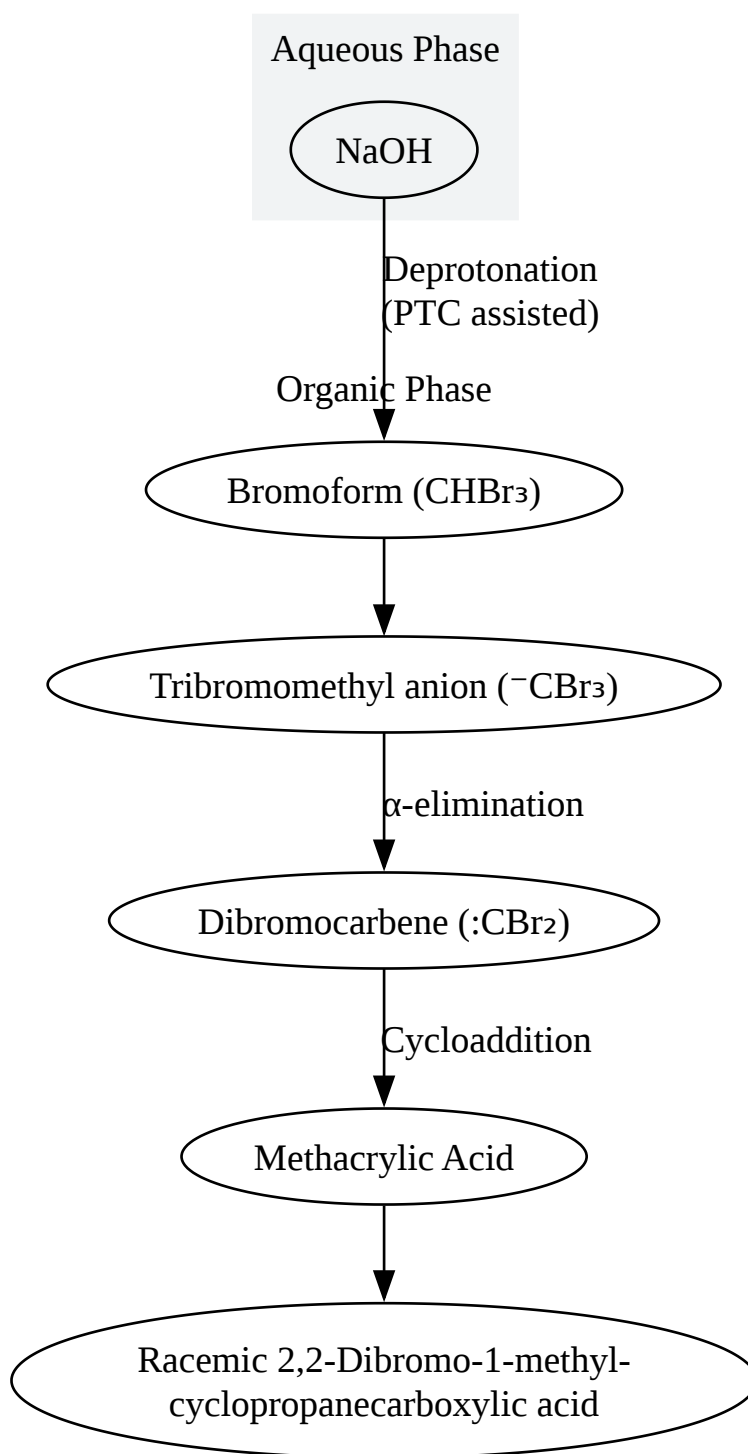 Aqueous Phase
NaOH
Deprotonation
(PTC assisted)
Organic Phase
Bromoform (CHBr₃)
Tribromomethyl anion (⁻CBr₃)
α-elimination
Dibromocarbene (:CBr₂)
Cycloaddition
Methacrylic Acid
Racemic 2,2-Dibromo-1-methyl-
cyclopropanecarboxylic acid